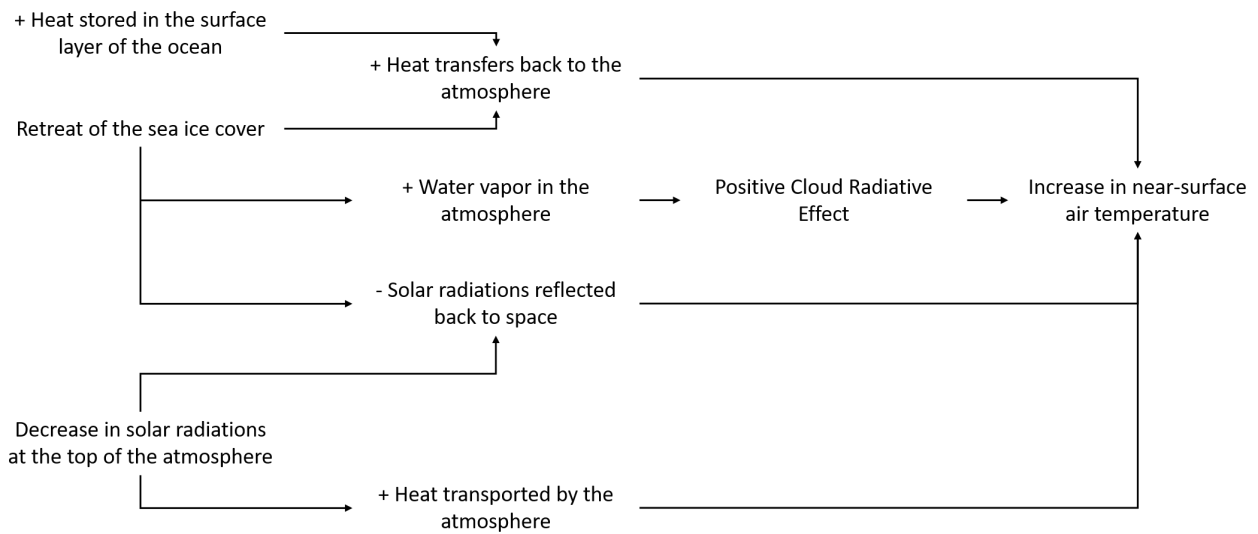 + Heat stored in the surface
layer of the ocean
+ Heat transfers back to the
atmosphere
Retreat of the sea ice cover
+ Water vapor in the
atmosphere
Positive Cloud Radiative
Effect
Increase in near-surface
air temperature
- Solar radiations reflected
back to space
Decrease in solar radiations
at the top of the atmosphere
+ Heat transported by the
atmosphere